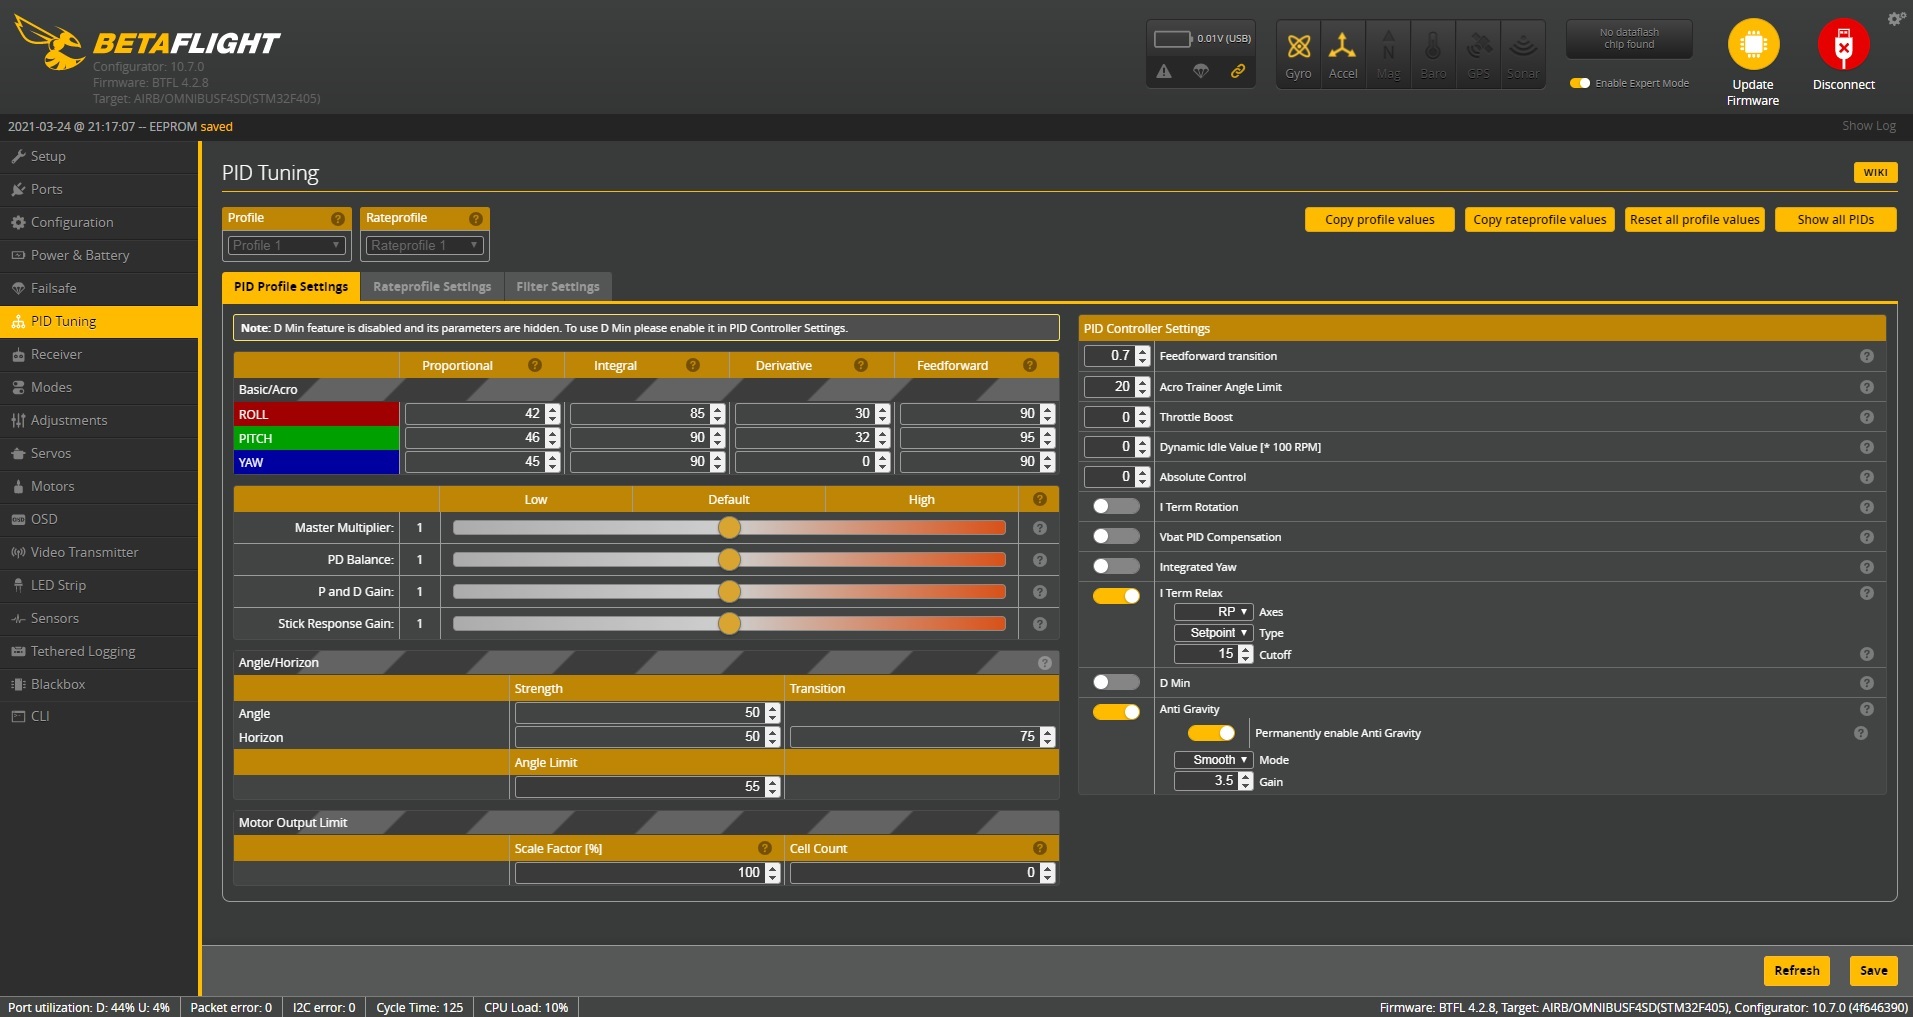 BETAFLIGHT
Configurator: 10.7.0
Firmware: BTFL 4.2.8
Target: AIRB/OMNIBUSF4SD(STM32F405)
0.01V (USB)
Gyro Accel Mag Baro GPS Sonar
No dataflash
chip found
Enable Expert Mode
Update
Firmware
Disconnect
2021-03-24 @ 21:17:07 -- EEPROM saved
Show Log
Setup
Ports
Configuration
Power & Battery
Failsafe
PID Tuning
Receiver
Modes
Adjustments
Servos
Motors
OSD
Video Transmitter
LED Strip
Sensors
Tethered Logging
Blackbox
CLI
PID Tuning
WIKI
Profile
Profile 1
Rateprofile
Rateprofile 1
Copy profile values
Copy rateprofile values
Reset all profile values
Show all PIDs
PID Profile Settings Rateprofile Settings Filter Settings
Note: D Min feature is disabled and its parameters are hidden. To use D Min please enable it in PID Controller Settings.
Proportional Integral Derivative Feedforward
Basic/Acro
ROLL 42 85 30 90
PITCH 46 90 32 95
YAW 45 90 0 90
Low Default High
Master Multiplier: 1
PD Balance: 1
P and D Gain: 1
Stick Response Gain: 1
Angle/Horizon
Strength Transition
Angle 50
Horizon 50 75
Angle Limit
55
Motor Output Limit
Scale Factor [%] Cell Count
100 0
PID Controller Settings
0.7 Feedforward transition
20 Acro Trainer Angle Limit
0 Throttle Boost
0 Dynamic Idle Value [* 100 RPM]
0 Absolute Control
I Term Rotation
Vbat PID Compensation
Integrated Yaw
I Term Relax
RP Axes
Setpoint Type
15 Cutoff
D Min
Anti Gravity
Permanently enable Anti Gravity
Smooth Mode
3.5 Gain
Refresh
Save
Port utilization: D: 44% U: 4% Packet error: 0 I2C error: 0 Cycle Time: 125 CPU Load: 10%
Firmware: BTFL 4.2.8, Target: AIRB/OMNIBUSF4SD(STM32F405), Configurator: 10.7.0 (4f646390)